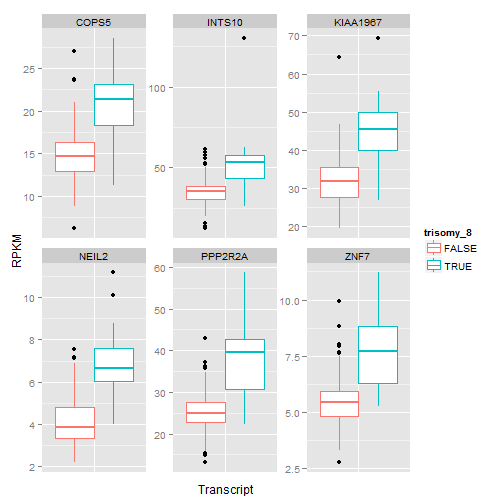 COPS5
INTS10
KIAA1967
25
20
15
10
100
50
70
60
50
40
30
20
RPKM
NEIL2
PPP2R2A
ZNF7
10
8
6
4
2
60
50
40
30
20
10.0
7.5
5.0
2.5
trisomy_8
FALSE
TRUE
Transcript